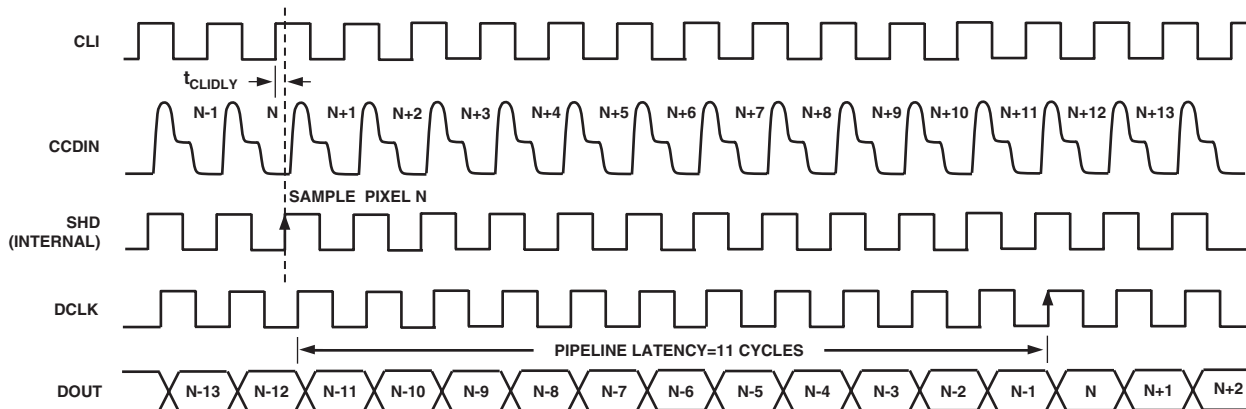 CLI
tCLIDLY
N-1 N N+1 N+2 N+3 N+4 N+5 N+6 N+7 N+8 N+9 N+10 N+11 N+12 N+13
CCDIN
SAMPLE PIXEL N
SHD
(INTERNAL)
DCLK
PIPELINE LATENCY=11 CYCLES
DOUT N-13 N-12 N-11 N-10 N-9 N-8 N-7 N-6 N-5 N-4 N-3 N-2 N-1 N N+1 N+2